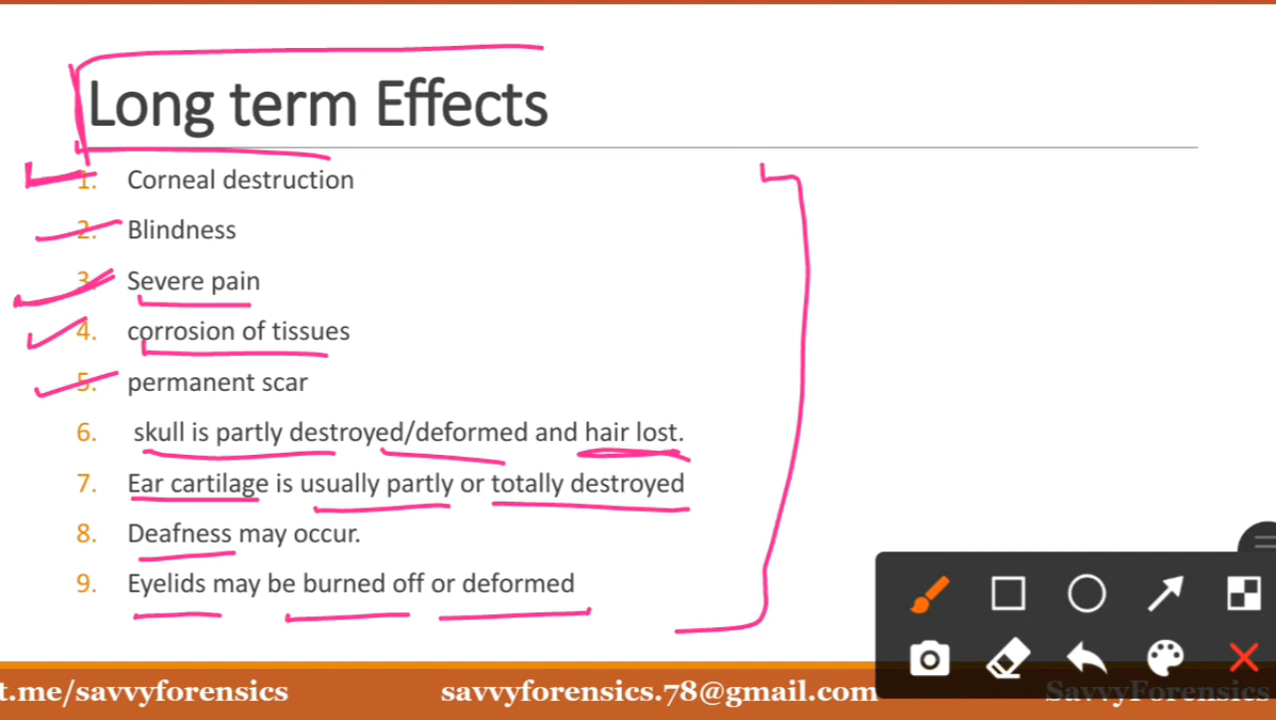 Long term Effects
1. Corneal destruction
2. Blindness
3. Severe pain
4. corrosion of tissues
5. permanent scar
6. skull is partly destroyed/deformed and hair lost.
7. Ear cartilage is usually partly or totally destroyed
8. Deafness may occur.
9. Eyelids may be burned off or deformed
t.me/savvyforensics savvyforensics.78@gmail.com SavvyForensics